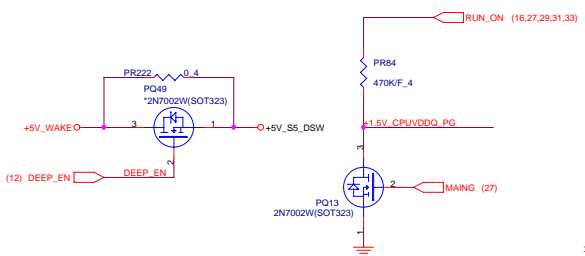 RUN_ON (16,27,29,31,33)
PR222
0_4
PQ49
*2N7002W(SOT323)
PR84
470K/F_4
+5V_WAKE
3
1
+5V_S5_DSW
+1.5V_CPUVDDQ_PG
2
3
(12) DEEP_EN
DEEP_EN
2
MAING (27)
PQ13
2N7002W(SOT323)
1